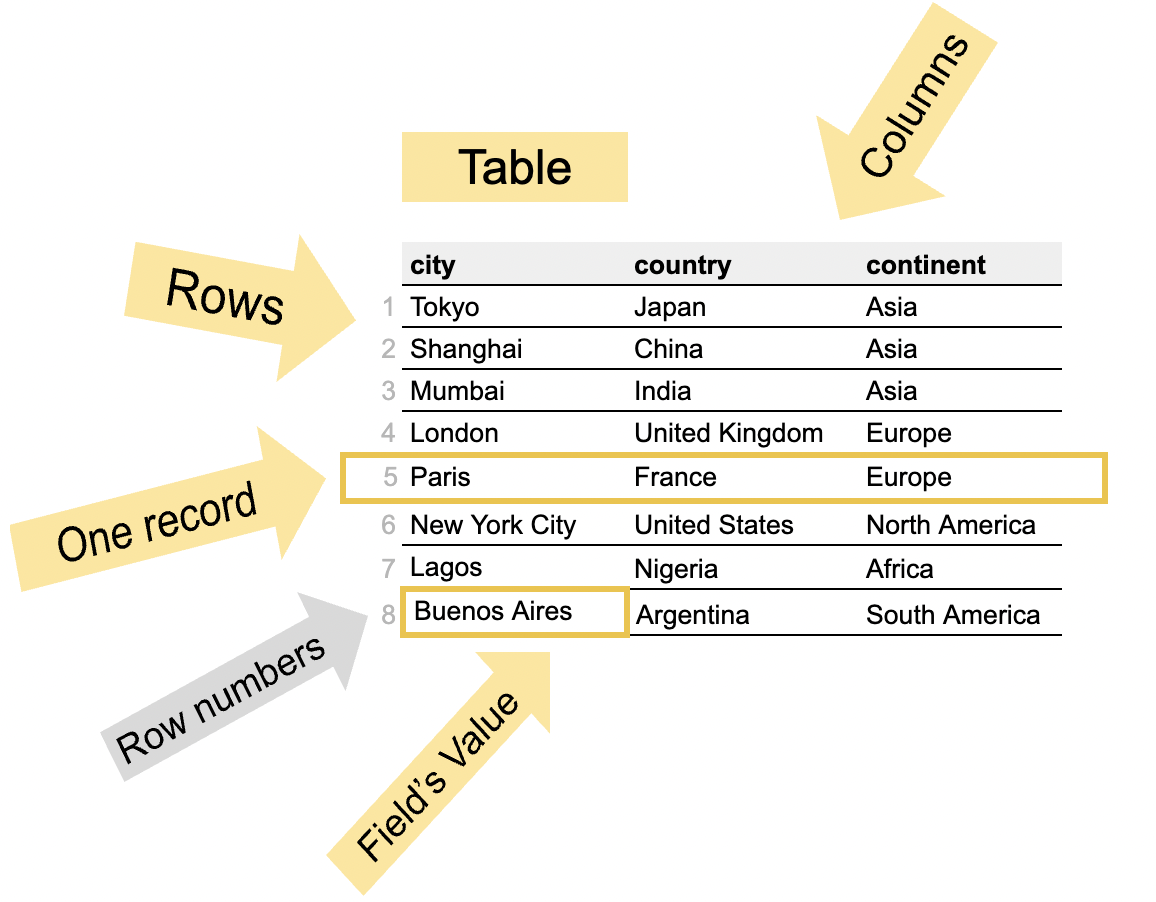 Columns
Table
Rows
city country continent
1 Tokyo Japan Asia
2 Shanghai China Asia
3 Mumbai India Asia
4 London United Kingdom Europe
5 Paris France Europe
One record
6 New York City United States North America
7 Lagos Nigeria Africa
8 Buenos Aires Argentina South America
Row numbers
Field’s Value